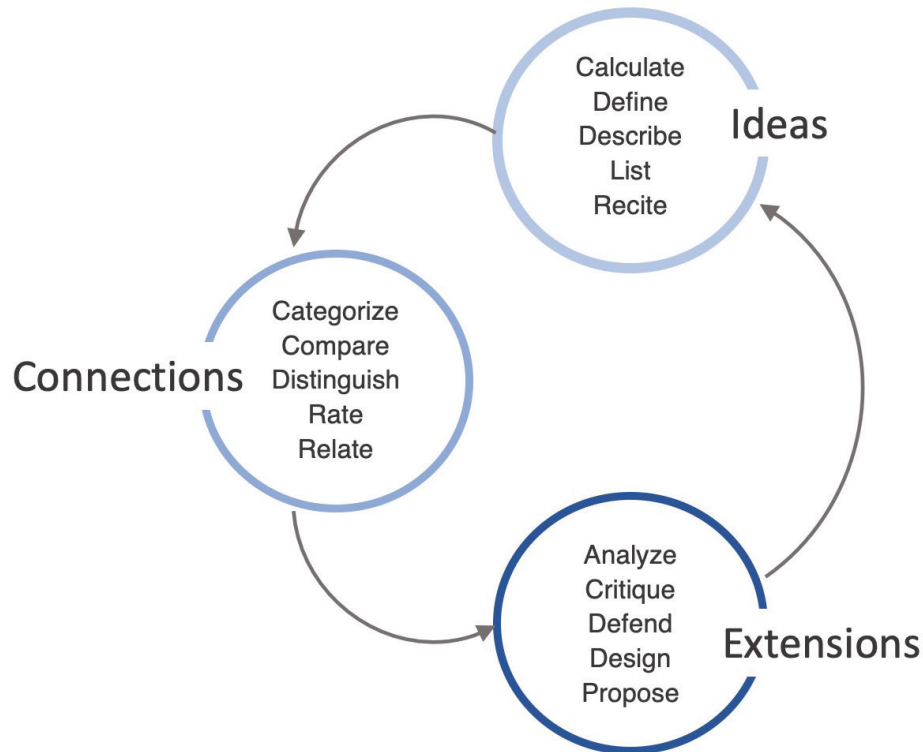 Calculate
Define
Describe
List
Recite
Ideas
Categorize
Compare
Distinguish
Rate
Relate
Connections
Analyze
Critique
Defend
Design
Propose
Extensions